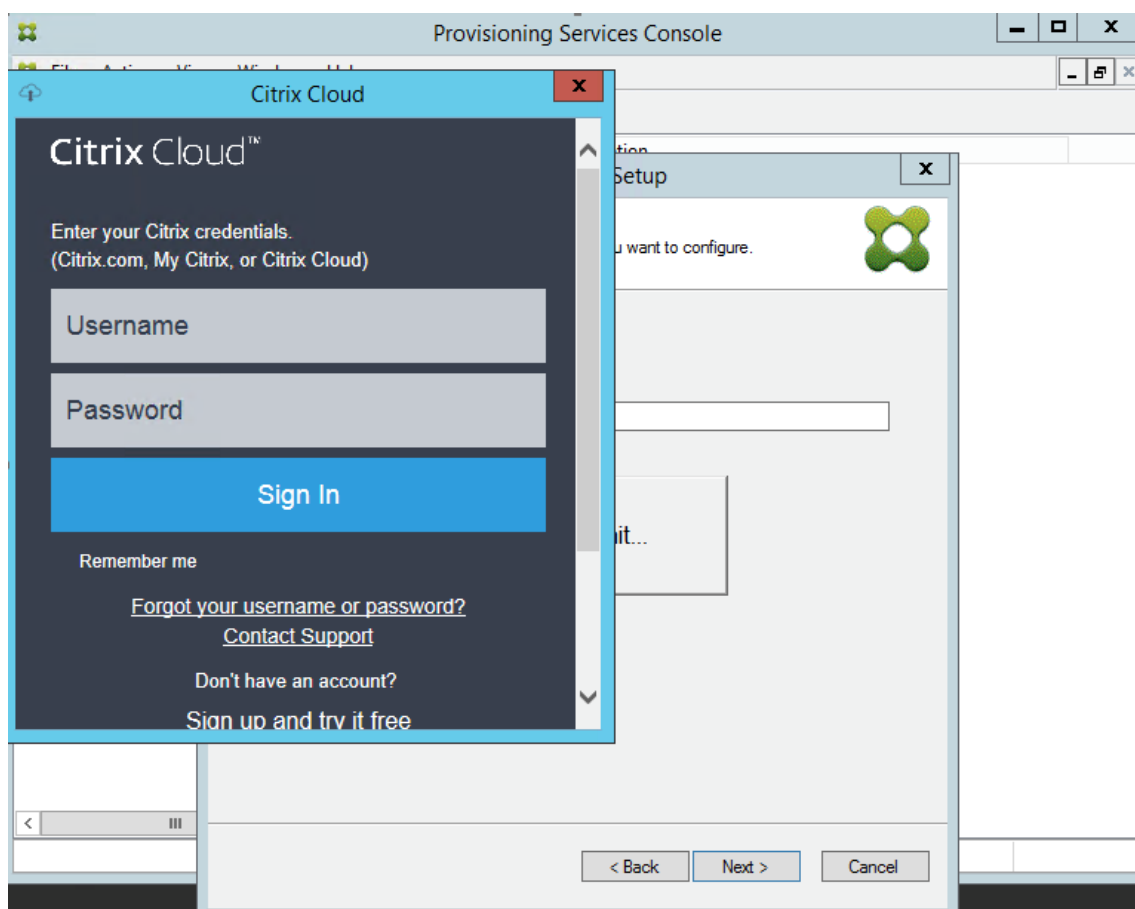 Provisioning Services Console
Citrix Cloud
Citrix Cloud™
Enter your Citrix credentials.
(Citrix.com, My Citrix, or Citrix Cloud)
Username
Password
Sign In
Remember me
Forgot your username or password?
Contact Support
Don't have an account?
Sign up and try it free
Setup
u want to configure.
it...
< Back
Next >
Cancel